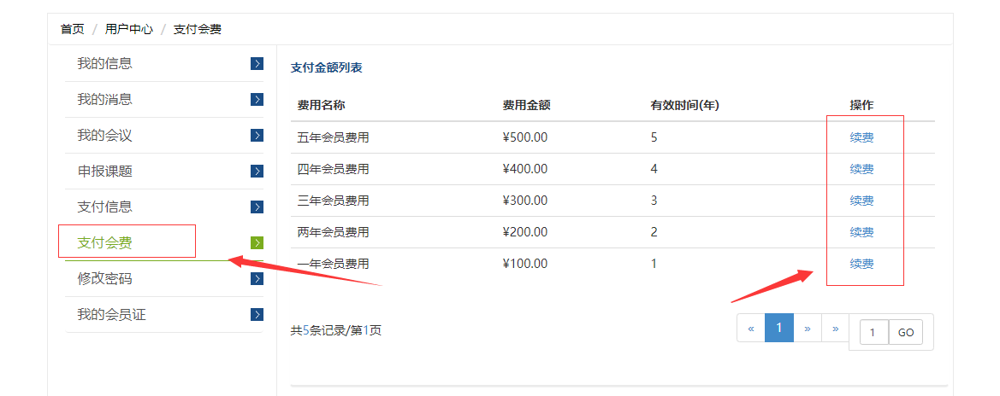 首页 / 用户中心 / 支付会费
我的信息
我的消息
我的会议
申报课题
支付信息
支付会费
修改密码
我的会员证
支付金额列表
费用名称 费用金额 有效时间(年) 操作
五年会员费用 ¥500.00 5 续费
四年会员费用 ¥400.00 4 续费
三年会员费用 ¥300.00 3 续费
两年会员费用 ¥200.00 2 续费
一年会员费用 ¥100.00 1 续费
共5条记录/第1页 « 1 » » 1 GO